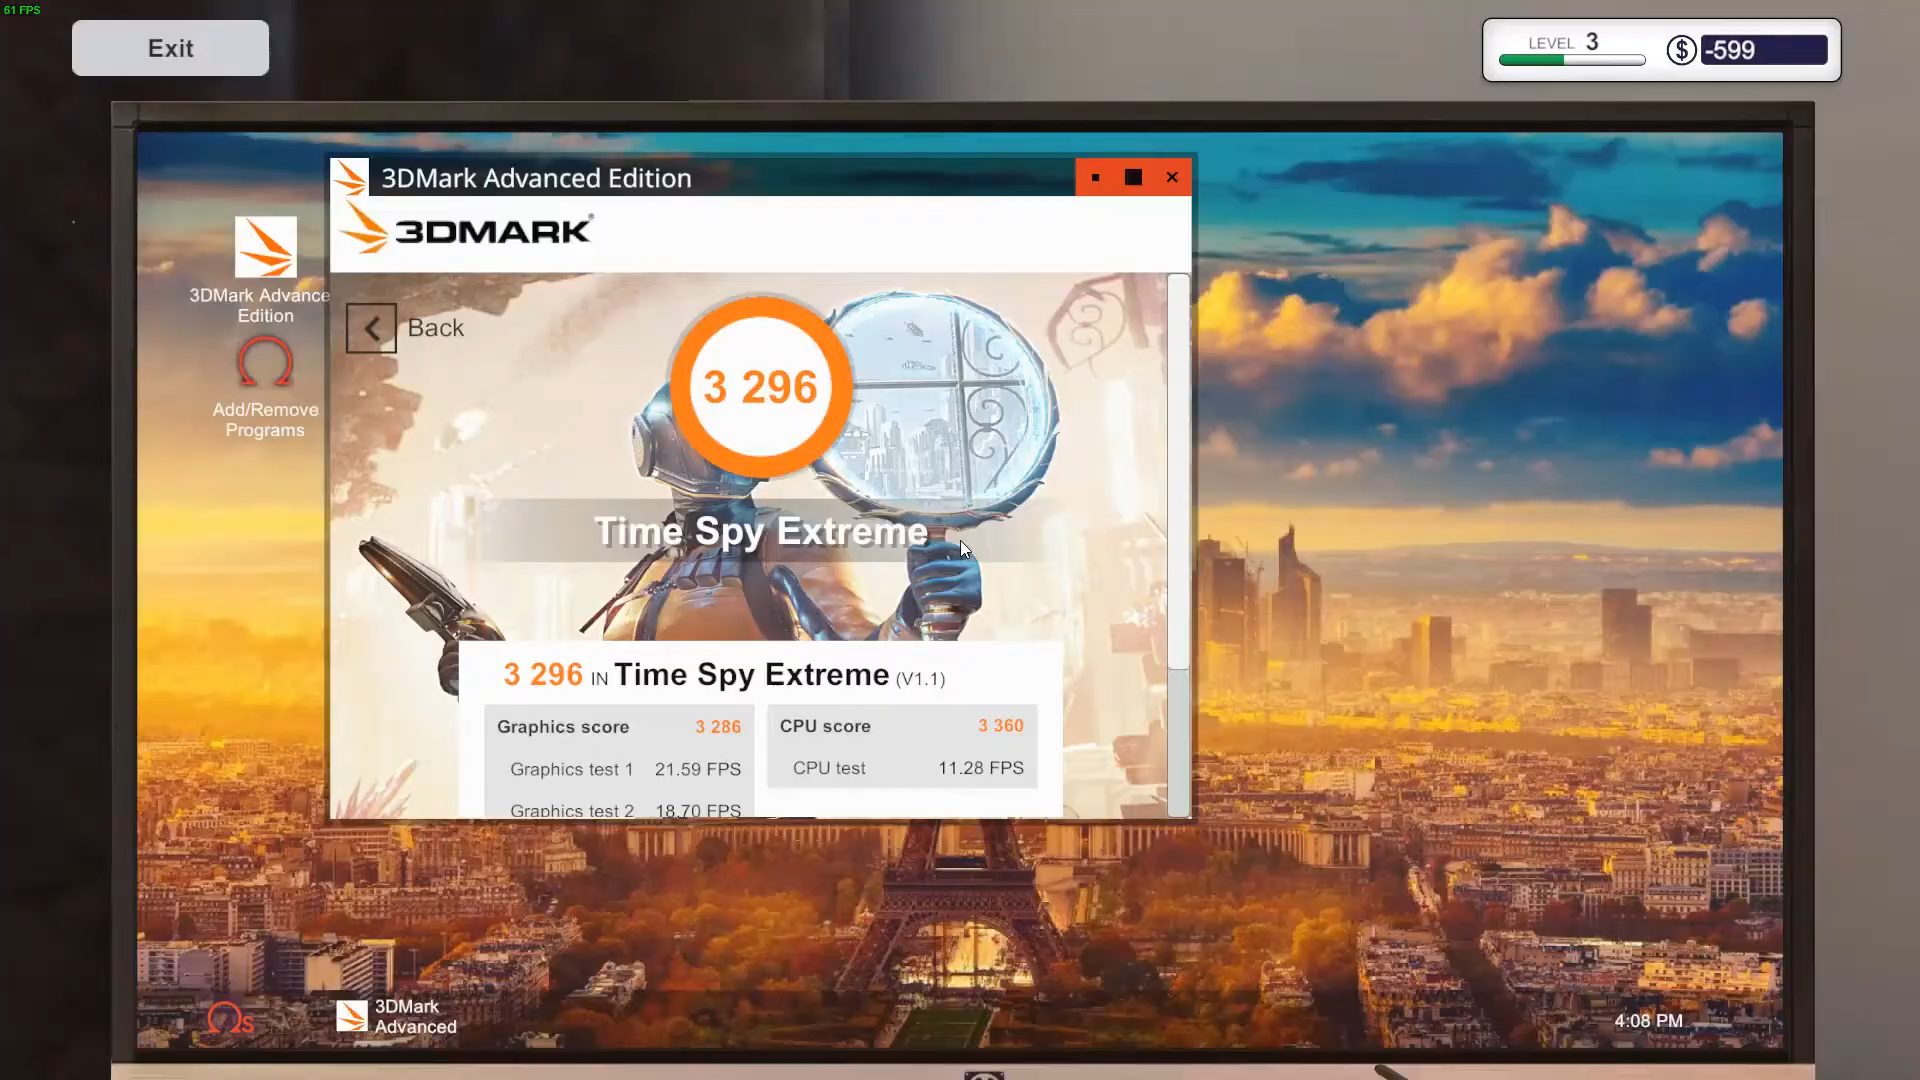 61 FPS
Exit
LEVEL 3
$ -599
3DMark Advanced Edition
3DMARK®
3DMark Advance
Edition
Back
3 296
Add/Remove
Programs
Time Spy Extreme
3 296 IN Time Spy Extreme (V1.1)
Graphics score 3 286
Graphics test 1 21.59 FPS
Graphics test 2 18.70 FPS
CPU score 3 360
CPU test 11.28 FPS
ΩS
3DMark
Advanced
4:08 PM